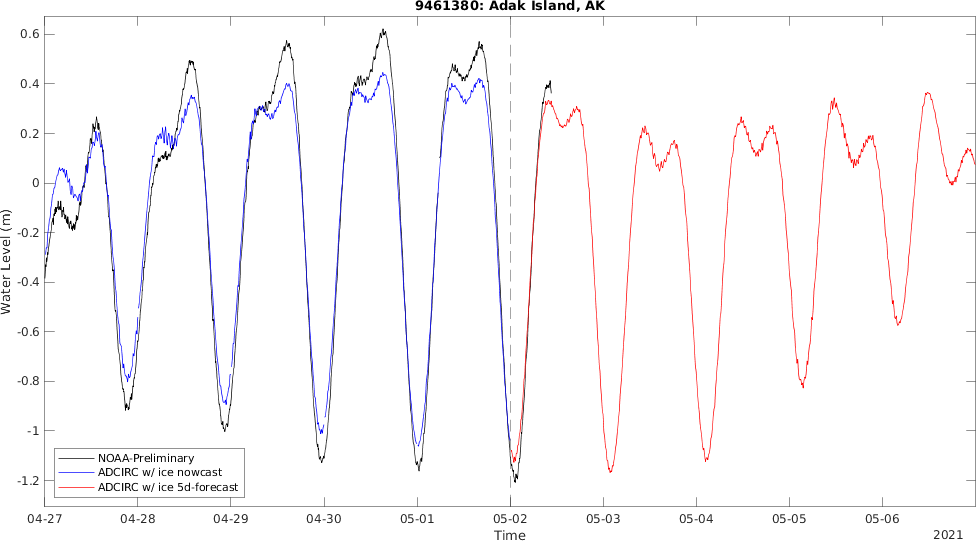 9461380: Adak Island, AK
Water Level (m)
0.6
0.4
0.2
0
-0.2
-0.4
-0.6
-0.8
-1
-1.2
NOAA-Preliminary
ADCIRC w/ ice nowcast
ADCIRC w/ ice 5d-forecast
04-27 04-28 04-29 04-30 05-01 05-02 05-03 05-04 05-05 05-06
Time
2021